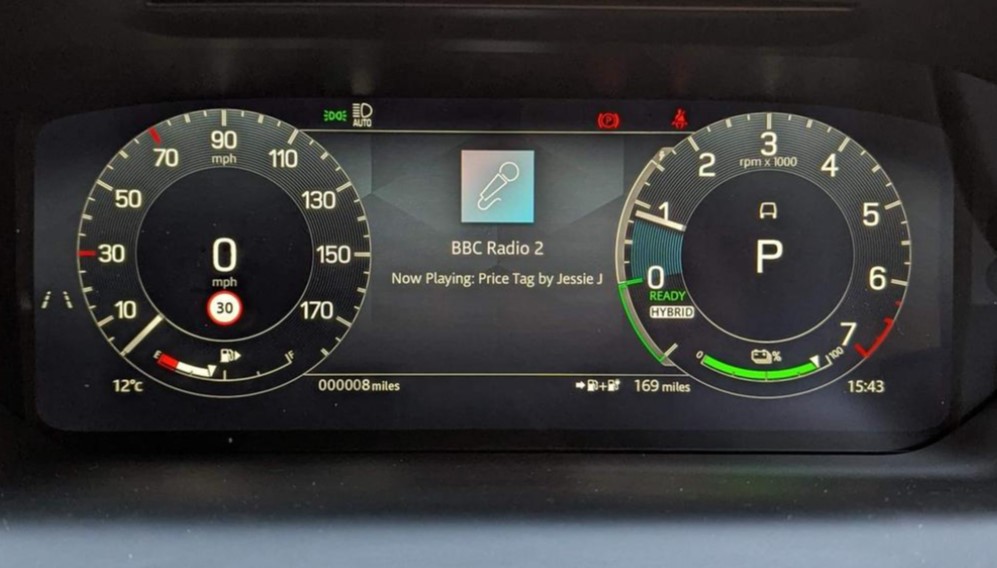 AUTO
90
mph
70
110
50
130
30
150
10
170
0
mph
30
E
F
12°c
000008 miles
BBC Radio 2
Now Playing: Price Tag by Jessie J
169 miles
3
rpm x 1000
2
4
1
5
0
6
7
P
READY
HYBRID
0
%
100
15:43